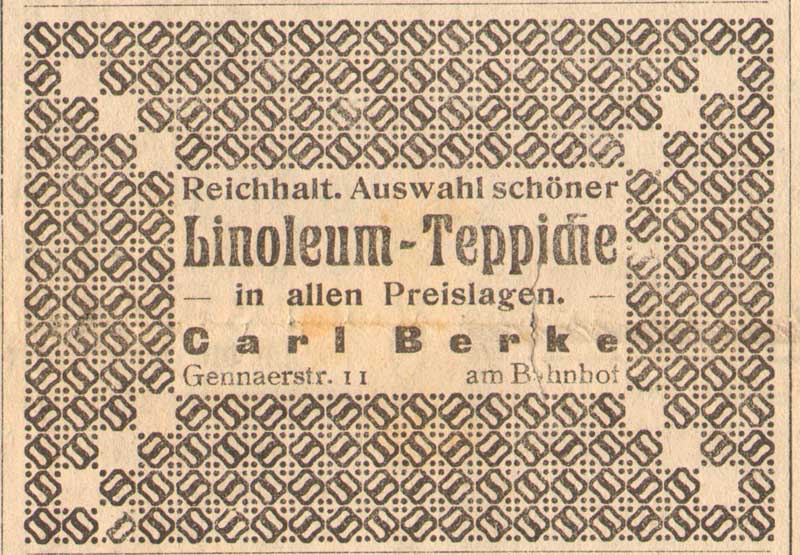 Reichhalt. Auswahl schöner
Linoleum-Teppiche
— in allen Preislagen. —
Carl Berke
Gennaerstr. 11 am Bahnhof